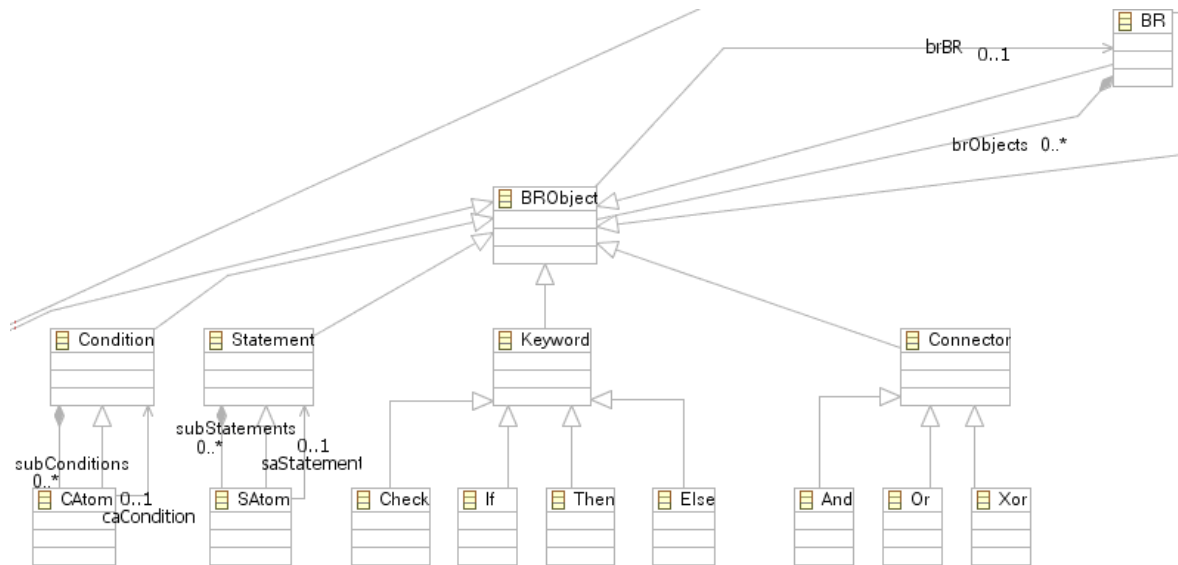 BR
brBR 0..1
brObjects 0..*
BRObject
Condition
Statement
Keyword
Connector
subStatements
0..*
0..1
saStatement
subConditions
0..*
CAtom
0..1
caCondition
SAtom
Check
If
Then
Else
And
Or
Xor